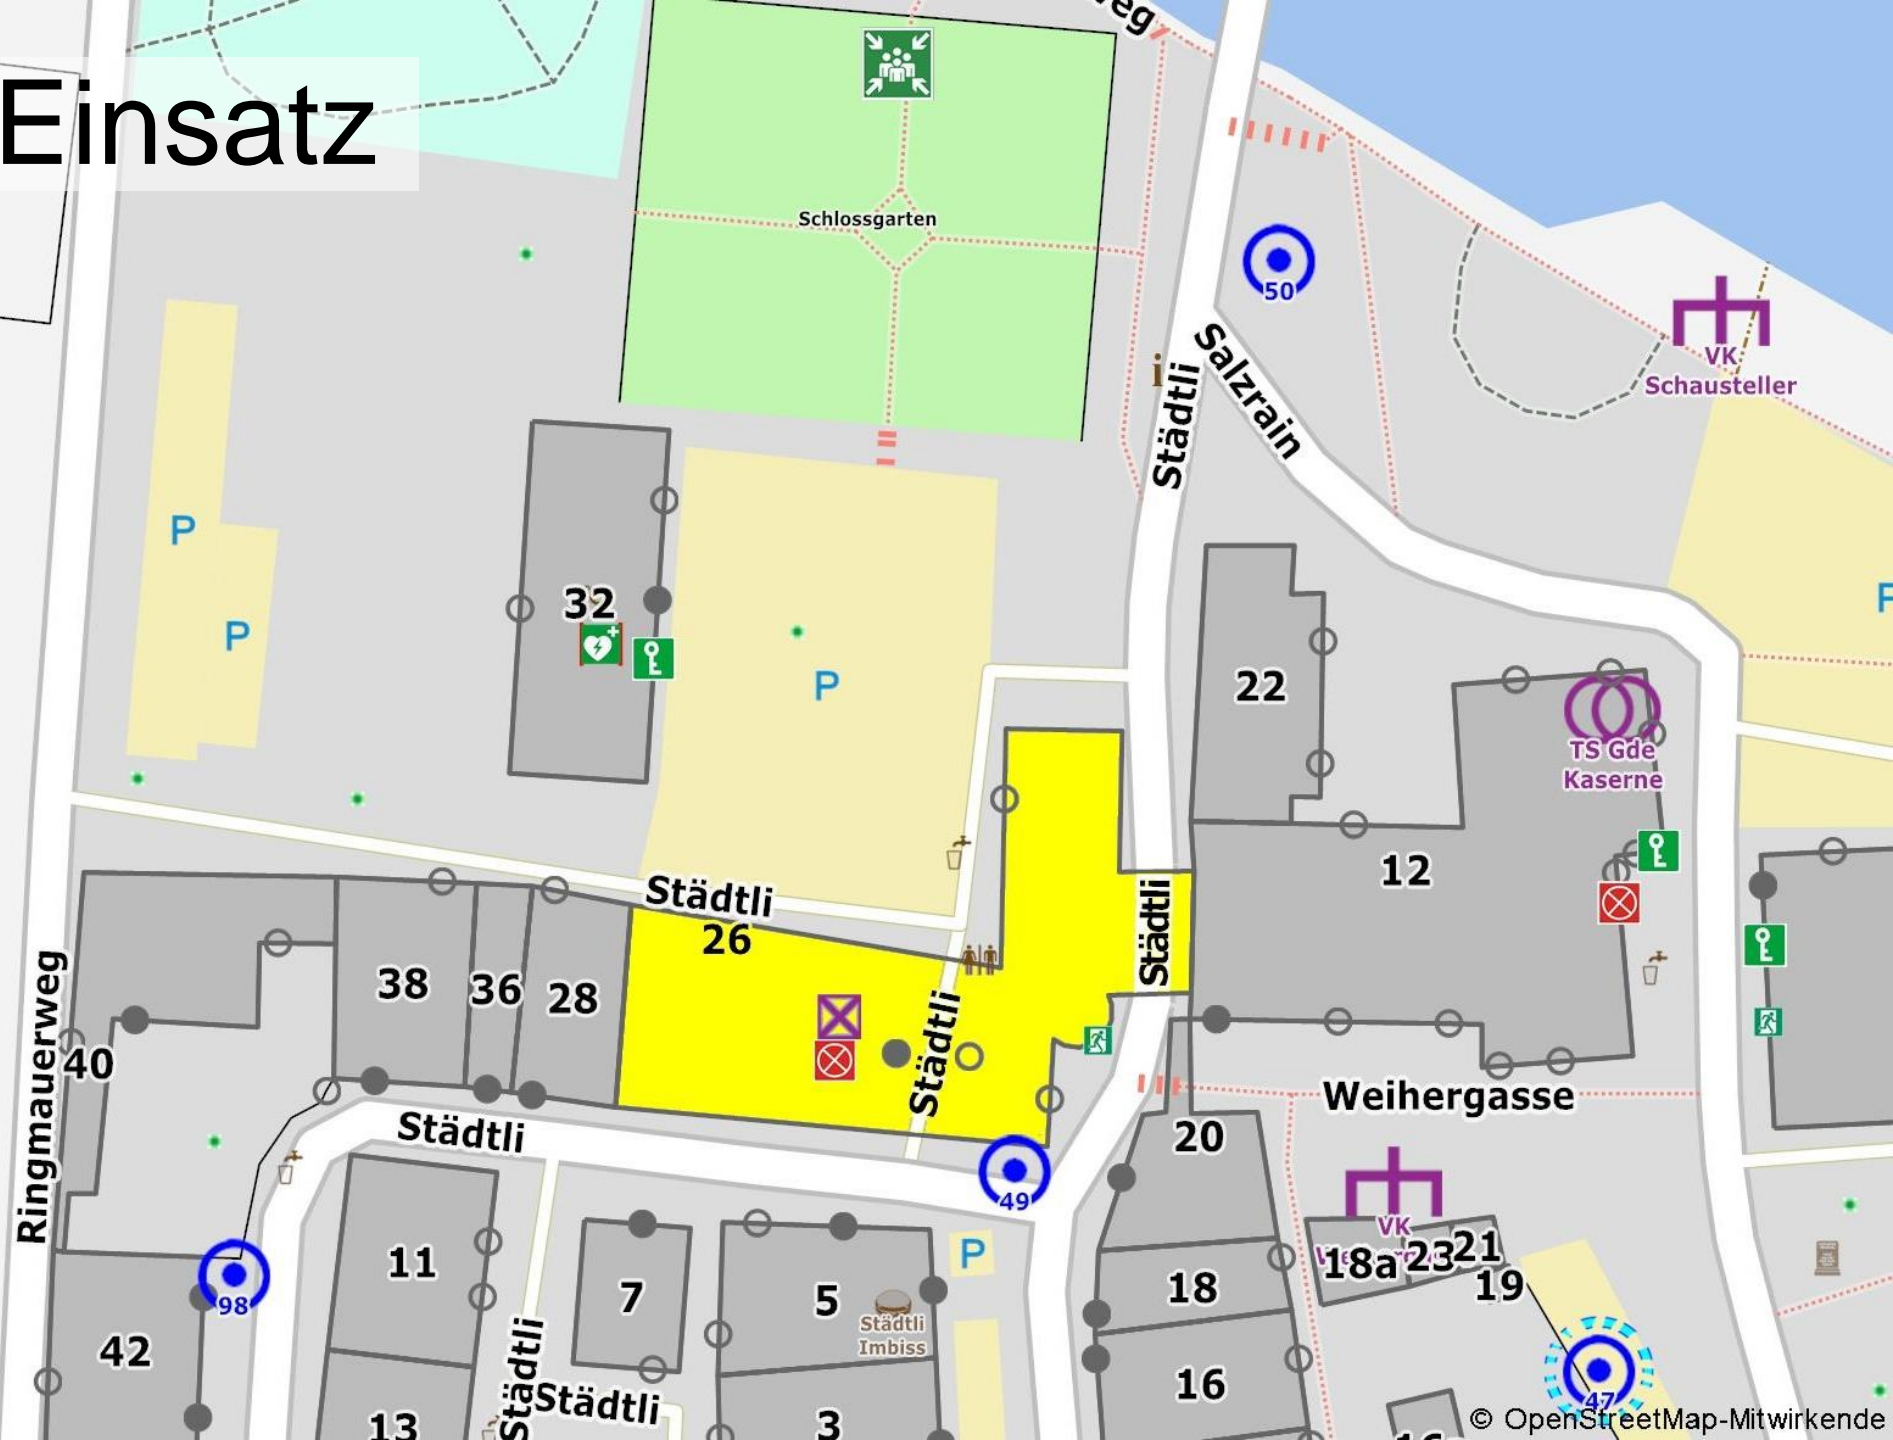 Einsatz
eg
Schlossgarten
50
VK
Schausteller
Städtli
Salzrain
i
P
P
P
P
32
22
TS Gde
Kaserne
12
Städtli
26
Städtli
38
36
28
Städtli
40
Ringmauerweg
Weihergasse
Städtli
20
49
VK
18a
23
21
19
11
7
5
P
18
98
Städtli
Imbiss
42
Städtli
Städtli
16
47
13
3
16
© OpenStreetMap-Mitwirkende